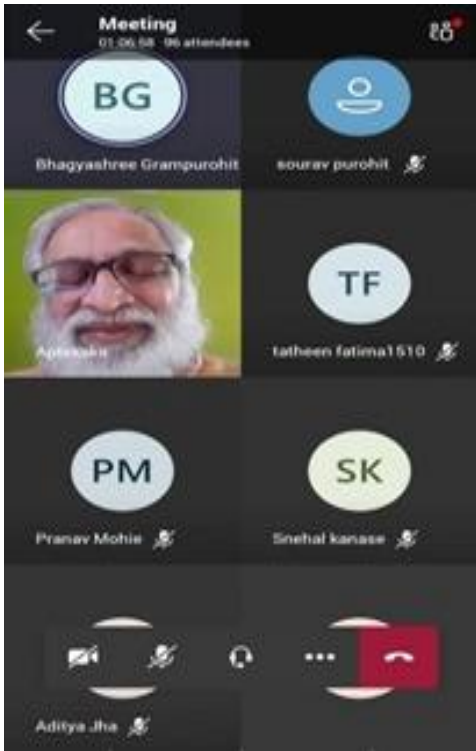 Meeting
01:06:58 96 attendees
BG
Bhagyashree Grampurohit
sourav purohit
TF
tatheen fatima1510
PM
Pranav Mohie
SK
Snehal kanase
Aditya Jha